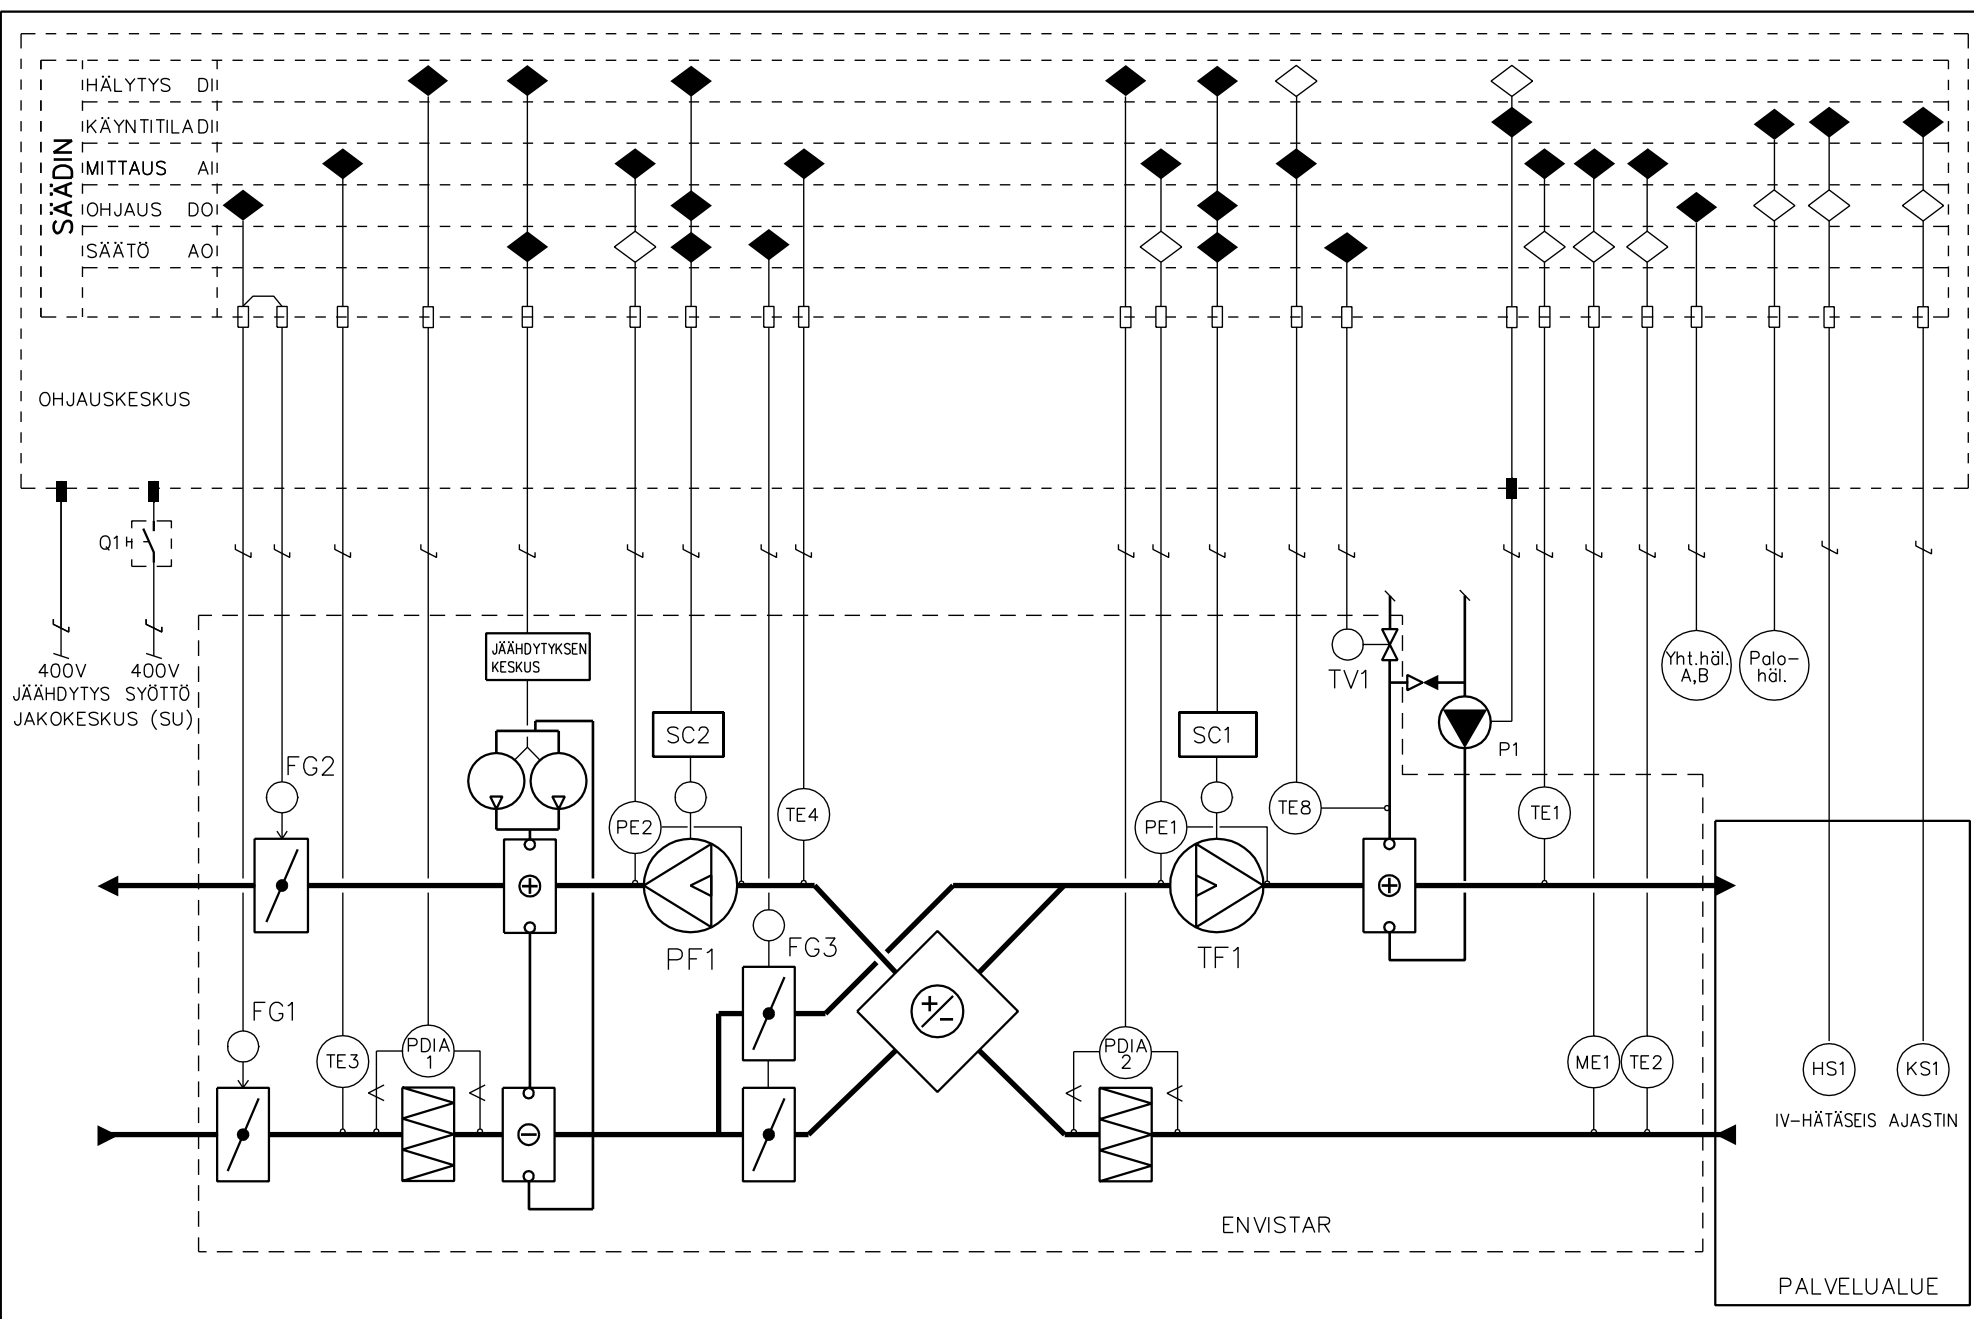 SÄÄDIN
HÄLYTYS DI
KÄYNTITILA DI
MITTAUS AI
OHJAUS DO
SÄÄTÖ AO
OHJAUSKESKUS
Q1
400V
JÄÄHDYTYS
400V
SYÖTTÖ
JAKOKESKUS (SU)
JÄÄHDYTYKSEN
KESKUS
SC2
SC1
TV1
P1
Yht.häl.
A,B
Palo-
häl.
FG2
PE2
TE4
PE1
TE8
TE1
PF1
FG3
TF1
FG1
TE3
PDIA
1
PDIA
2
ME1
TE2
HS1
KS1
IV-HÄTÄSEIS
AJASTIN
ENVISTAR
PALVELUALUE